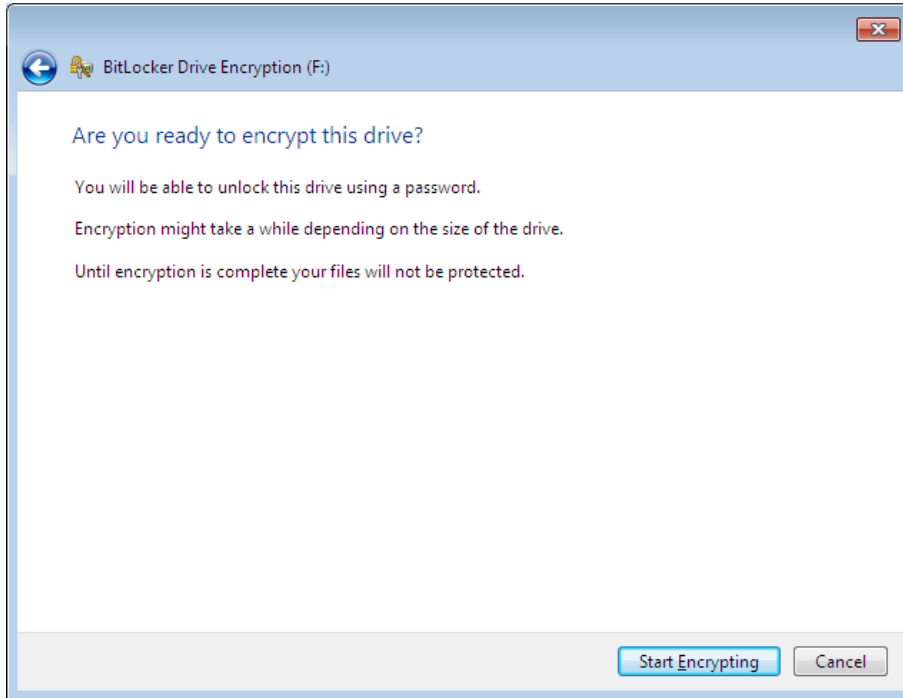 BitLocker Drive Encryption (F:)
Are you ready to encrypt this drive?
You will be able to unlock this drive using a password.
Encryption might take a while depending on the size of the drive.
Until encryption is complete your files will not be protected.
Start Encrypting
Cancel